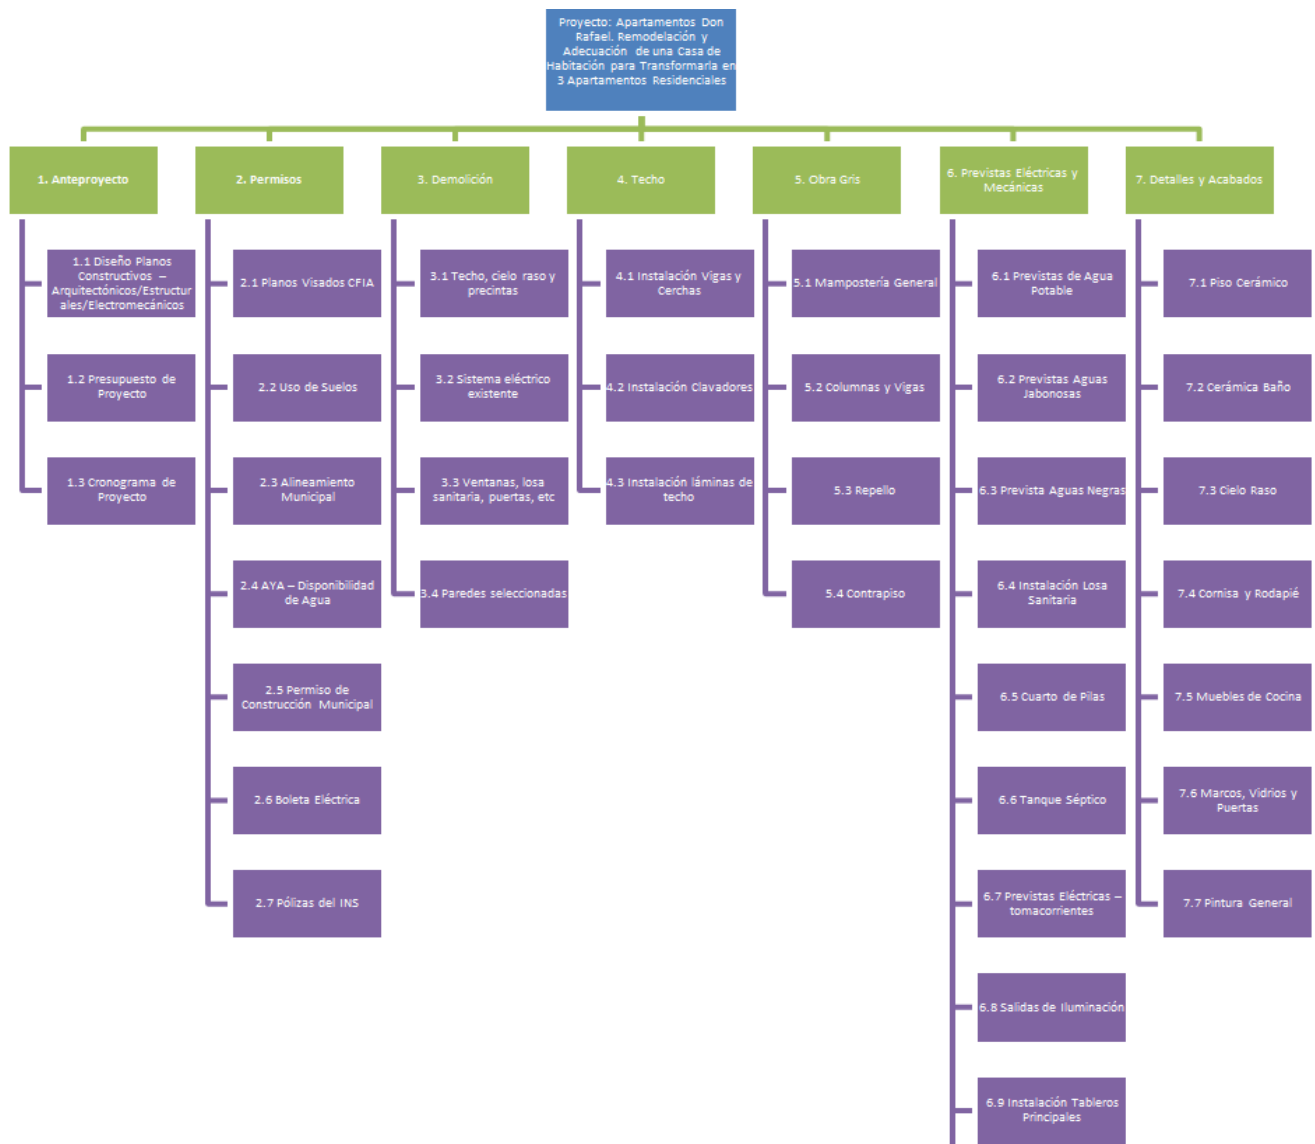 Proyecto: Apartamentos Don
Rafael. Remodelación y
Adecuación de una Casa de
Habitación para Transformarla en
3 Apartamentos Residenciales
1. Anteproyecto
2. Permisos
3. Demolición
4. Techo
5. Obra Gris
6. Previstas Eléctricas y
Mecánicas
7. Detalles y Acabados
1.1 Diseño Planos
Constructivos –
Arquitectónicos/Estructur
ales/Electromecánicos
1.2 Presupuesto de
Proyecto
1.3 Cronograma de
Proyecto
2.1 Planos Visados CFIA
2.2 Uso de Suelos
2.3 Alineamiento
Municipal
2.4 AYA – Disponibilidad
de Agua
2.5 Permiso de
Construcción Municipal
2.6 Boleta Eléctrica
2.7 Pólizas del INS
3.1 Techo, cielo raso y
precintas
3.2 Sistema eléctrico
existente
3.3 Ventanas, losa
sanitaria, puertas, etc
3.4 Paredes seleccionadas
4.1 Instalación Vigas y
Cerchas
4.2 Instalación Clavadores
4.3 Instalación láminas de
techo
5.1 Mampostería General
5.2 Columnas y Vigas
5.3 Repello
5.4 Contrapiso
6.1 Previstas de Agua
Potable
6.2 Previstas Aguas
Jabonosas
6.3 Prevista Aguas Negras
6.4 Instalación Losa
Sanitaria
6.5 Cuarto de Pilas
6.6 Tanque Séptico
6.7 Previstas Eléctricas –
tomacorrientes
6.8 Salidas de Iluminación
6.9 Instalación Tableros
Principales
7.1 Piso Cerámico
7.2 Cerámica Baño
7.3 Cielo Raso
7.4 Cornisa y Rodapié
7.5 Muebles de Cocina
7.6 Marcos, Vidrios y
Puertas
7.7 Pintura General